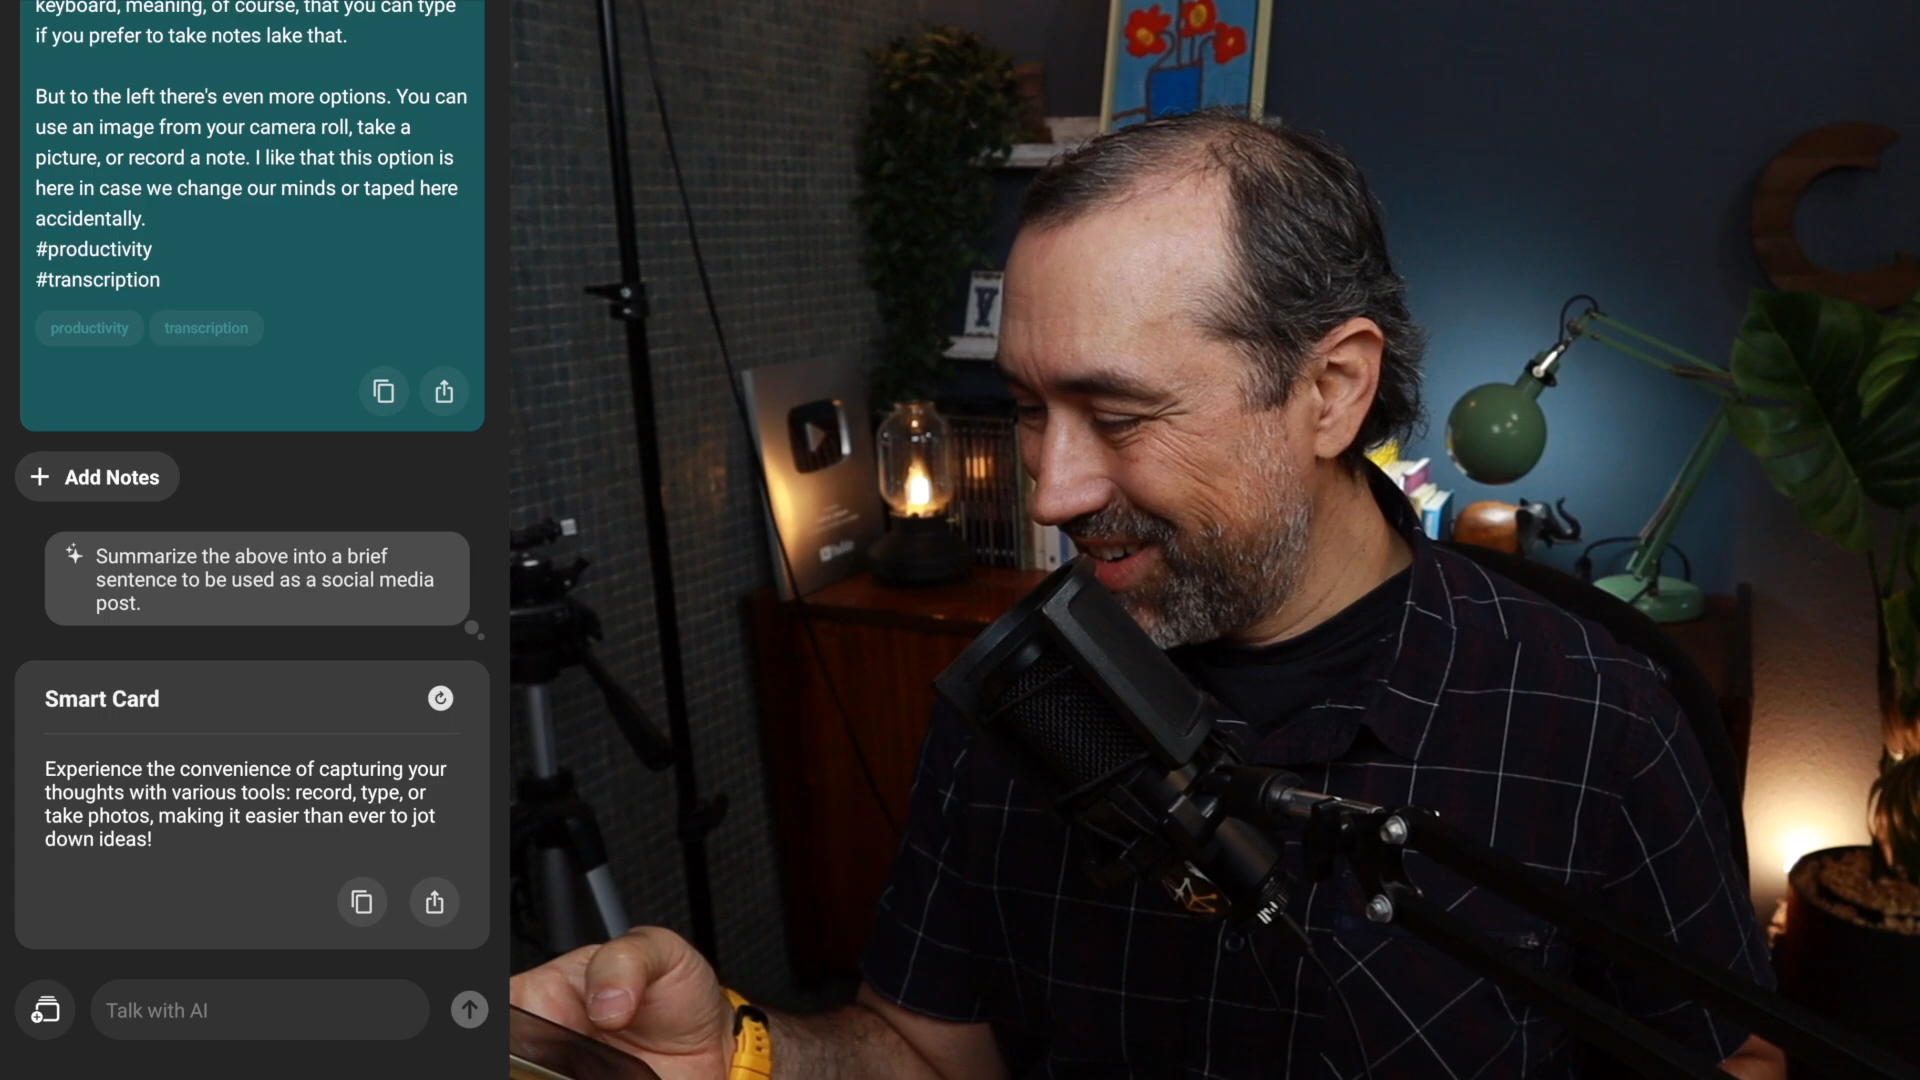 keyboard, meaning, of course, that you can type
if you prefer to take notes lake that.
But to the left there's even more options. You can
use an image from your camera roll, take a
picture, or record a note. I like that this option is
here in case we change our minds or taped here
accidentally.
#productivity
#transcription
productivity transcription
Add Notes
Summarize the above into a brief
sentence to be used as a social media
post.
Smart Card
Experience the convenience of capturing your
thoughts with various tools: record, type, or
take photos, making it easier than ever to jot
down ideas!
Talk with AI
V